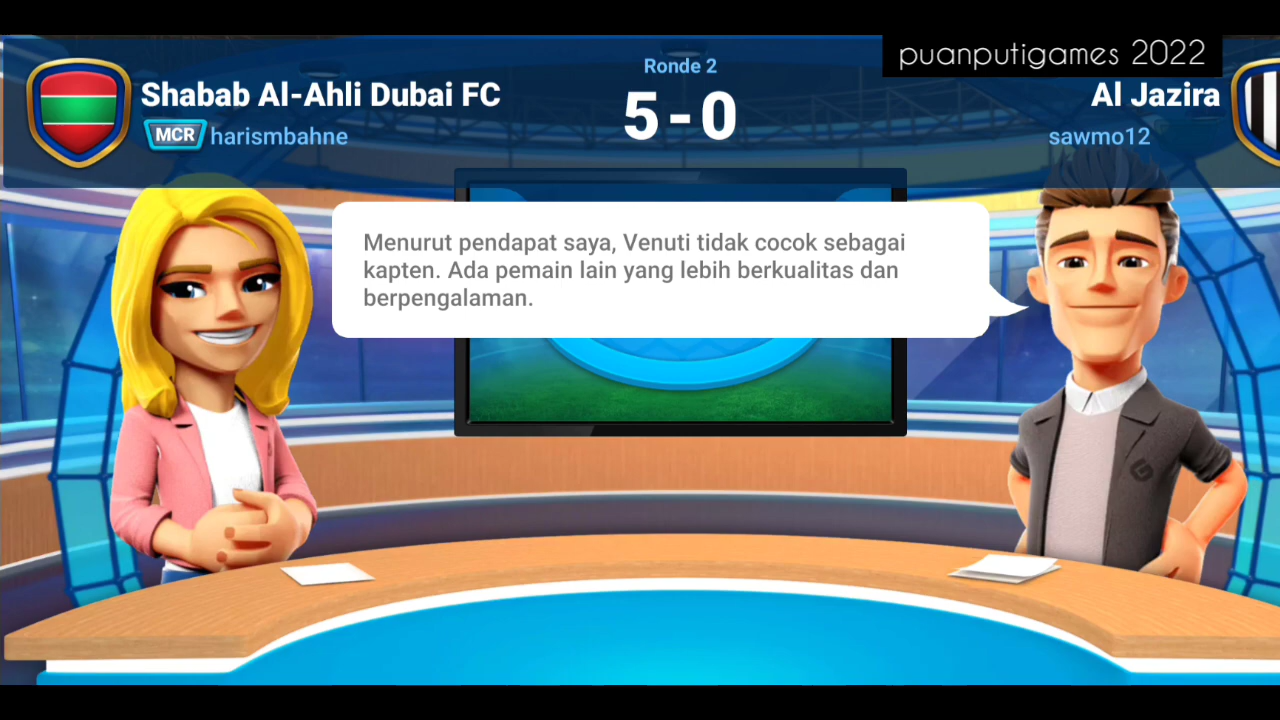 puanputigames 2022
Ronde 2
Shabab Al-Ahli Dubai FC
5-0
Al Jazira
MCR harismbahne
sawmo12
Menurut pendapat saya, Venuti tidak cocok sebagai
kapten. Ada pemain lain yang lebih berkualitas dan
berpengalaman.